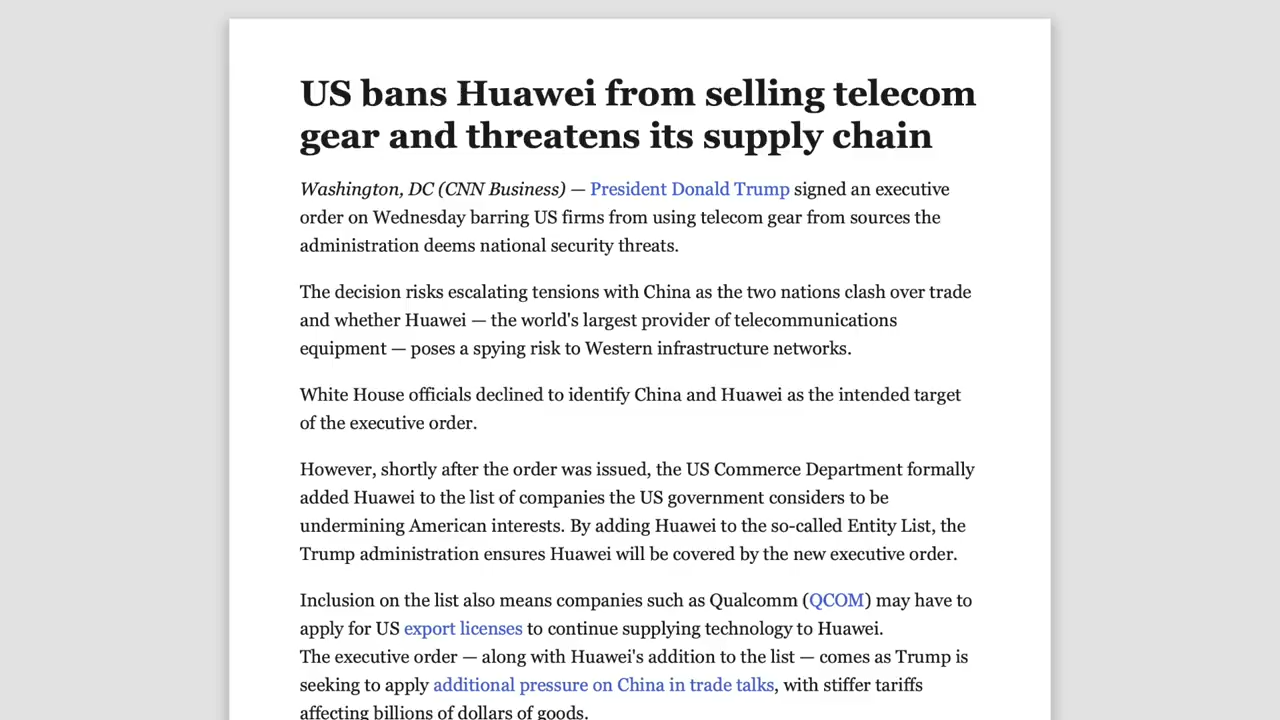 US bans Huawei from selling telecom
gear and threatens its supply chain
Washington, DC (CNN Business) — President Donald Trump signed an executive
order on Wednesday barring US firms from using telecom gear from sources the
administration deems national security threats.
The decision risks escalating tensions with China as the two nations clash over trade
and whether Huawei — the world's largest provider of telecommunications
equipment — poses a spying risk to Western infrastructure networks.
White House officials declined to identify China and Huawei as the intended target
of the executive order.
However, shortly after the order was issued, the US Commerce Department formally
added Huawei to the list of companies the US government considers to be
undermining American interests. By adding Huawei to the so-called Entity List, the
Trump administration ensures Huawei will be covered by the new executive order.
Inclusion on the list also means companies such as Qualcomm (QCOM) may have to
apply for US export licenses to continue supplying technology to Huawei.
The executive order — along with Huawei's addition to the list — comes as Trump is
seeking to apply additional pressure on China in trade talks, with stiffer tariffs
affecting billions of dollars of goods.